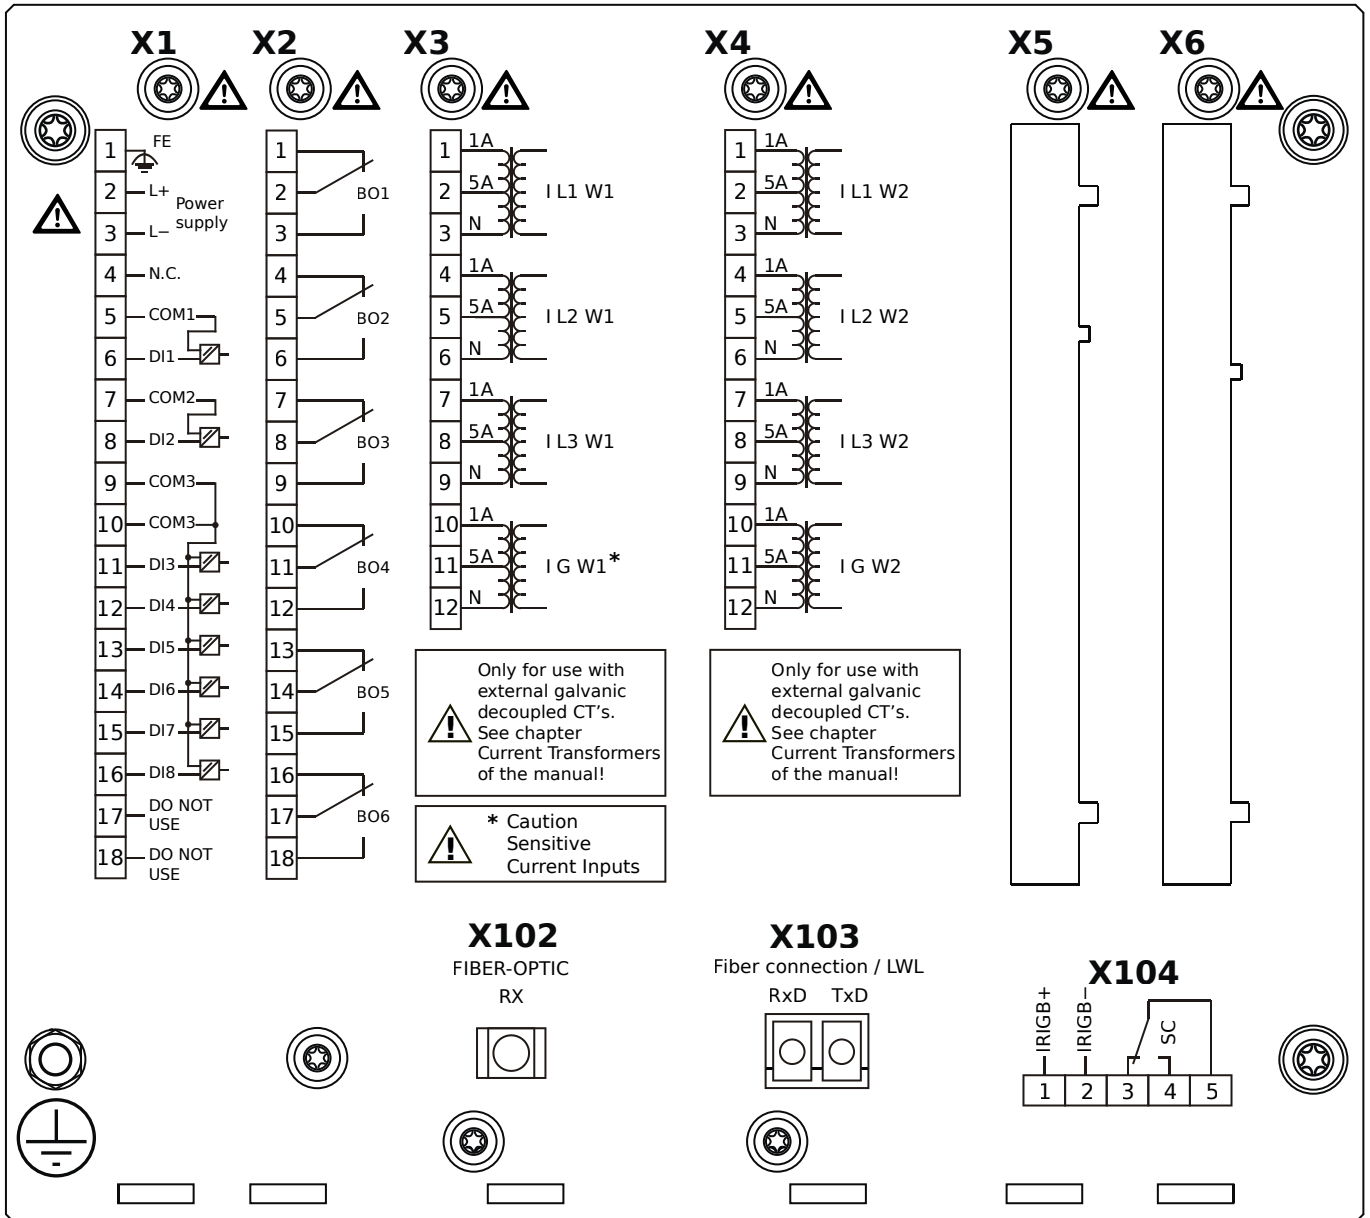 X1 X2 X3 X4 X5 X6
1 FE
2 L+
Power
supply
3 L−
4 N.C.
5 COM1
6 DI1
7 COM2
8 DI2
9 COM3
10 COM3
11 DI3
12 DI4
13 DI5
14 DI6
15 DI7
16 DI8
17 DO NOT
USE
18 DO NOT
USE
1
2 BO1
3
4
5 BO2
6
7
8 BO3
9
10
11 BO4
12
13
14 BO5
15
16
17 BO6
18
1 1A
2 5A I L1 W1
3 N
4 1A
5 5A I L2 W1
6 N
7 1A
8 5A I L3 W1
9 N
10 1A
11 5A I G W1*
12 N
Only for use with
external galvanic
decoupled CT's.
See chapter
Current Transformers
of the manual!
* Caution
Sensitive
Current Inputs
1 1A
2 5A I L1 W2
3 N
4 1A
5 5A I L2 W2
6 N
7 1A
8 5A I L3 W2
9 N
10 1A
11 5A I G W2
12 N
Only for use with
external galvanic
decoupled CT's.
See chapter
Current Transformers
of the manual!
X102
FIBER-OPTIC
RX
X103
Fiber connection / LWL
RxD TxD
X104
IRIGB+
IRIGB−
SC
1 2 3 4 5